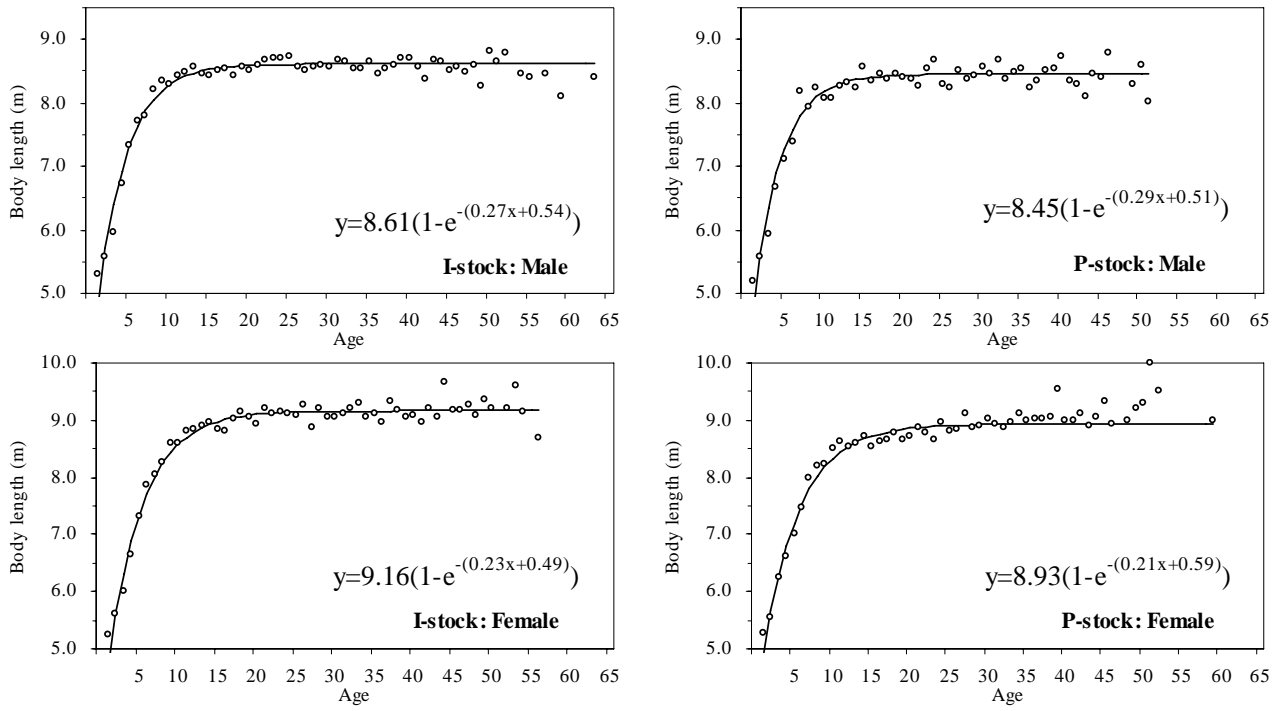 9.0
8.0
7.0
6.0
5.0
Body length (m)
y=8.61(1-e^-(0.27x+0.54))
I-stock: Male
5 10 15 20 25 30 35 40 45 50 55 60 65
Age
9.0
8.0
7.0
6.0
5.0
Body length (m)
y=8.45(1-e^-(0.29x+0.51))
P-stock: Male
5 10 15 20 25 30 35 40 45 50 55 60 65
Age
10.0
9.0
8.0
7.0
6.0
5.0
Body length (m)
y=9.16(1-e^-(0.23x+0.49))
I-stock: Female
5 10 15 20 25 30 35 40 45 50 55 60 65
Age
10.0
9.0
8.0
7.0
6.0
5.0
Body length (m)
y=8.93(1-e^-(0.21x+0.59))
P-stock: Female
5 10 15 20 25 30 35 40 45 50 55 60 65
Age